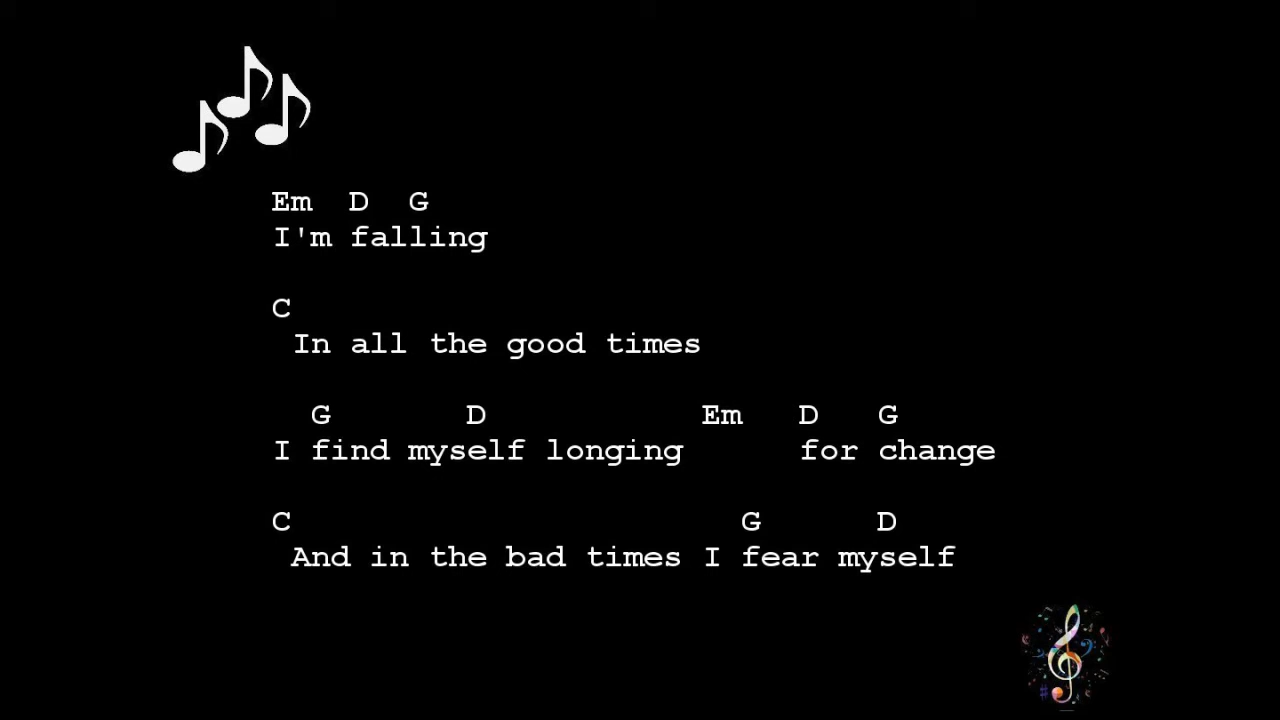 Em  D  G
I'm falling
C
 In all the good times
  G       D           Em   D   G
I find myself longing      for change
C                       G      D
 And in the bad times I fear myself